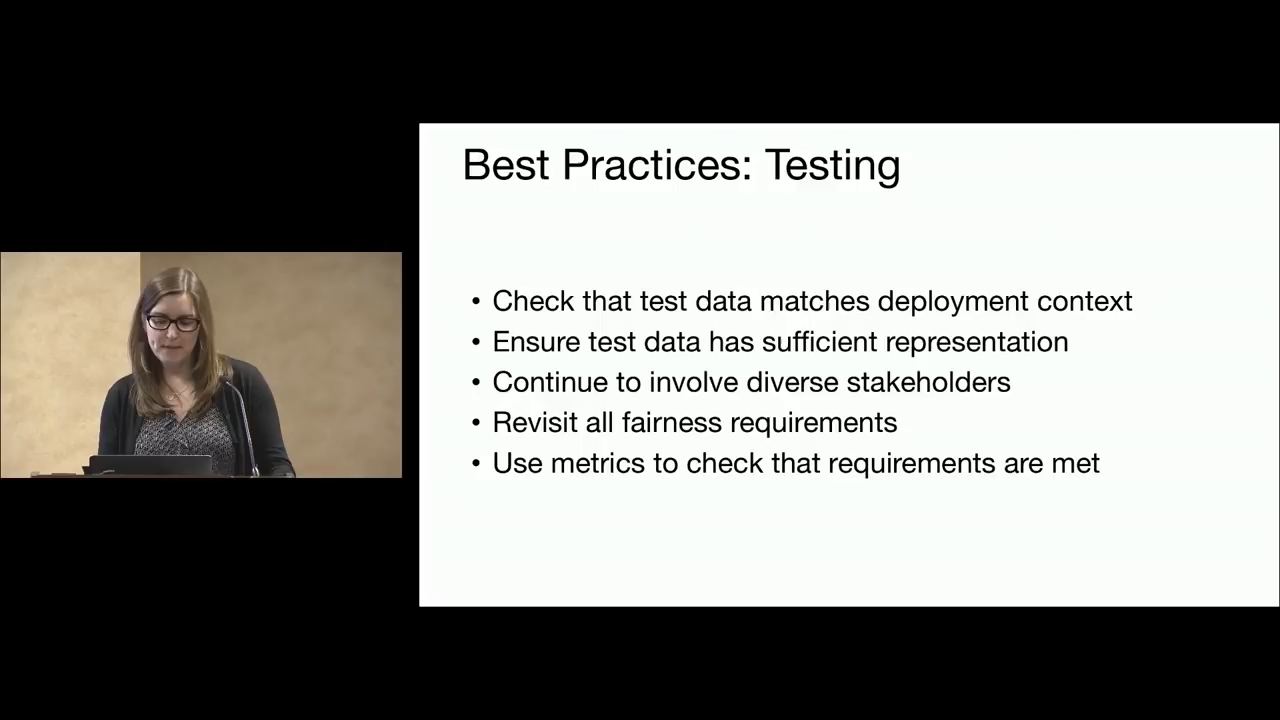 Best Practices: Testing
• Check that test data matches deployment context
• Ensure test data has sufficient representation
• Continue to involve diverse stakeholders
• Revisit all fairness requirements
• Use metrics to check that requirements are met